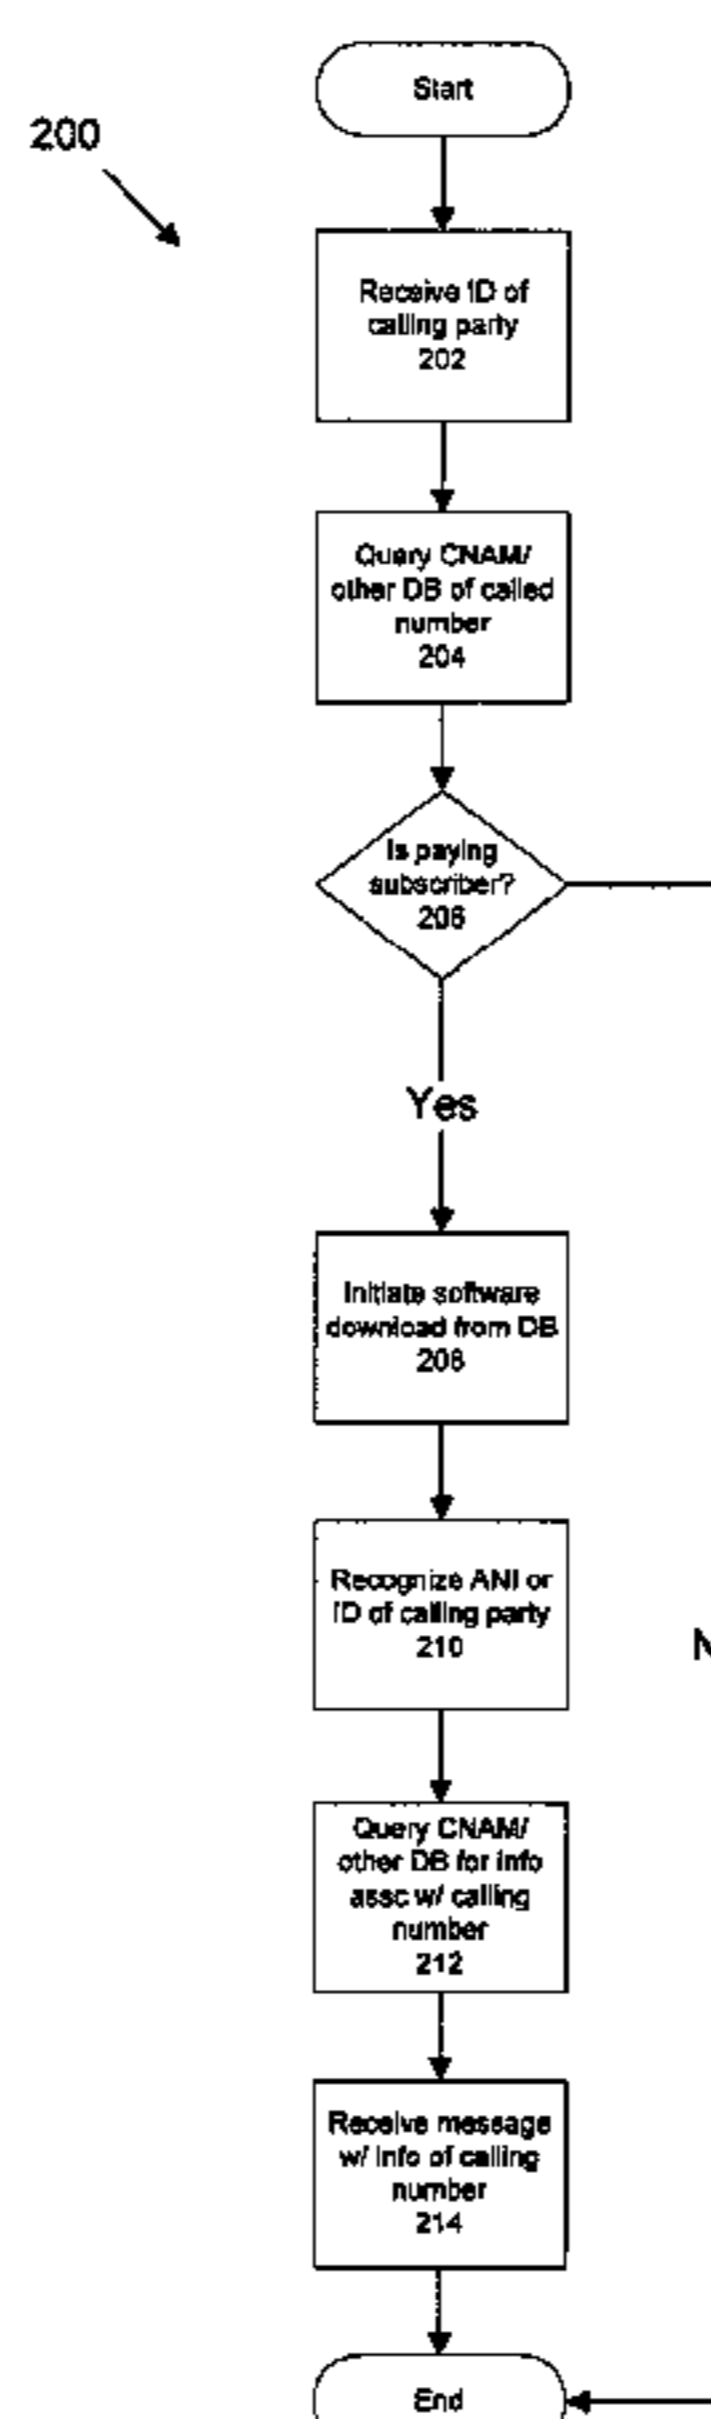 Start
200
Receive ID of
calling party
202
Query CNAM/
other DB of called
number
204
Is paying
subscriber?
206
Yes
Initiate software
download from DB
208
Recognize ANI or
ID of calling party
210
N
Query CNAM/
other DB for info
assc w/ calling
number
212
Receive message
w/ info of calling
number
214
End